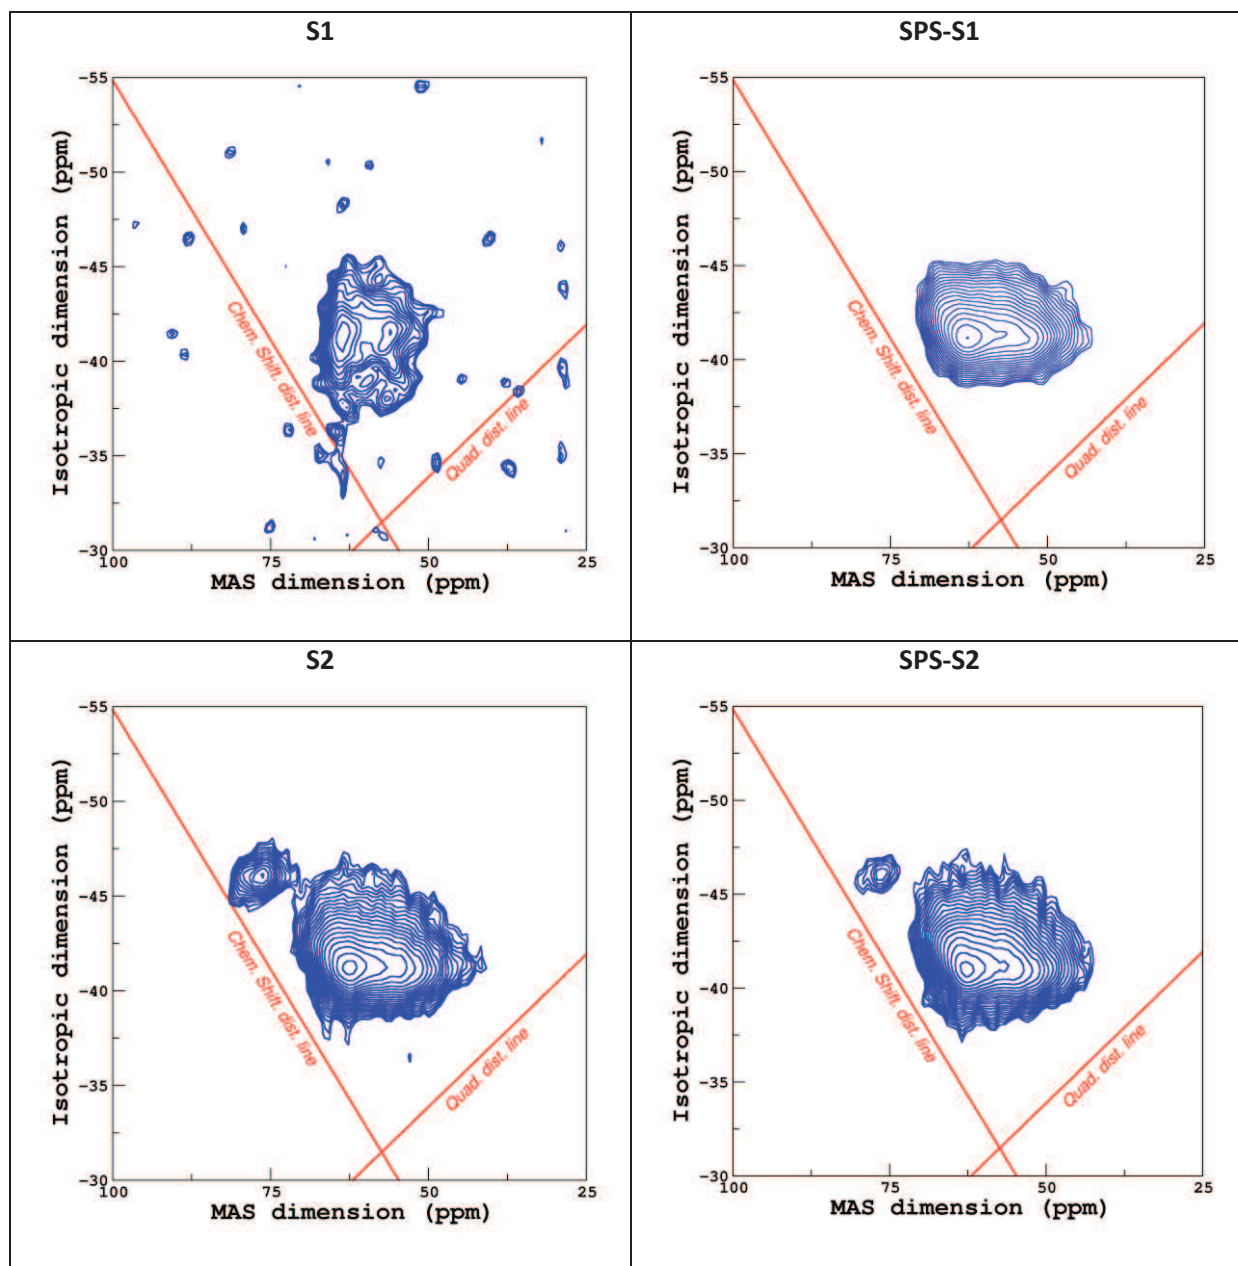 S1
−55
−50
−45
−40
−35
−30
Isotropic dimension (ppm)
Chem. Shift. dist. line
Quad. dist. line
100
75
50
25
MAS dimension (ppm)
SPS-S1
−55
−50
−45
−40
−35
−30
Isotropic dimension (ppm)
Chem. Shift. dist. line
Quad. dist. line
100
75
50
25
MAS dimension (ppm)
S2
−55
−50
−45
−40
−35
−30
Isotropic dimension (ppm)
Chem. Shift. dist. line
Quad. dist. line
100
75
50
25
MAS dimension (ppm)
SPS-S2
−55
−50
−45
−40
−35
−30
Isotropic dimension (ppm)
Chem. Shift. dist. line
Quad. dist. line
100
75
50
25
MAS dimension (ppm)